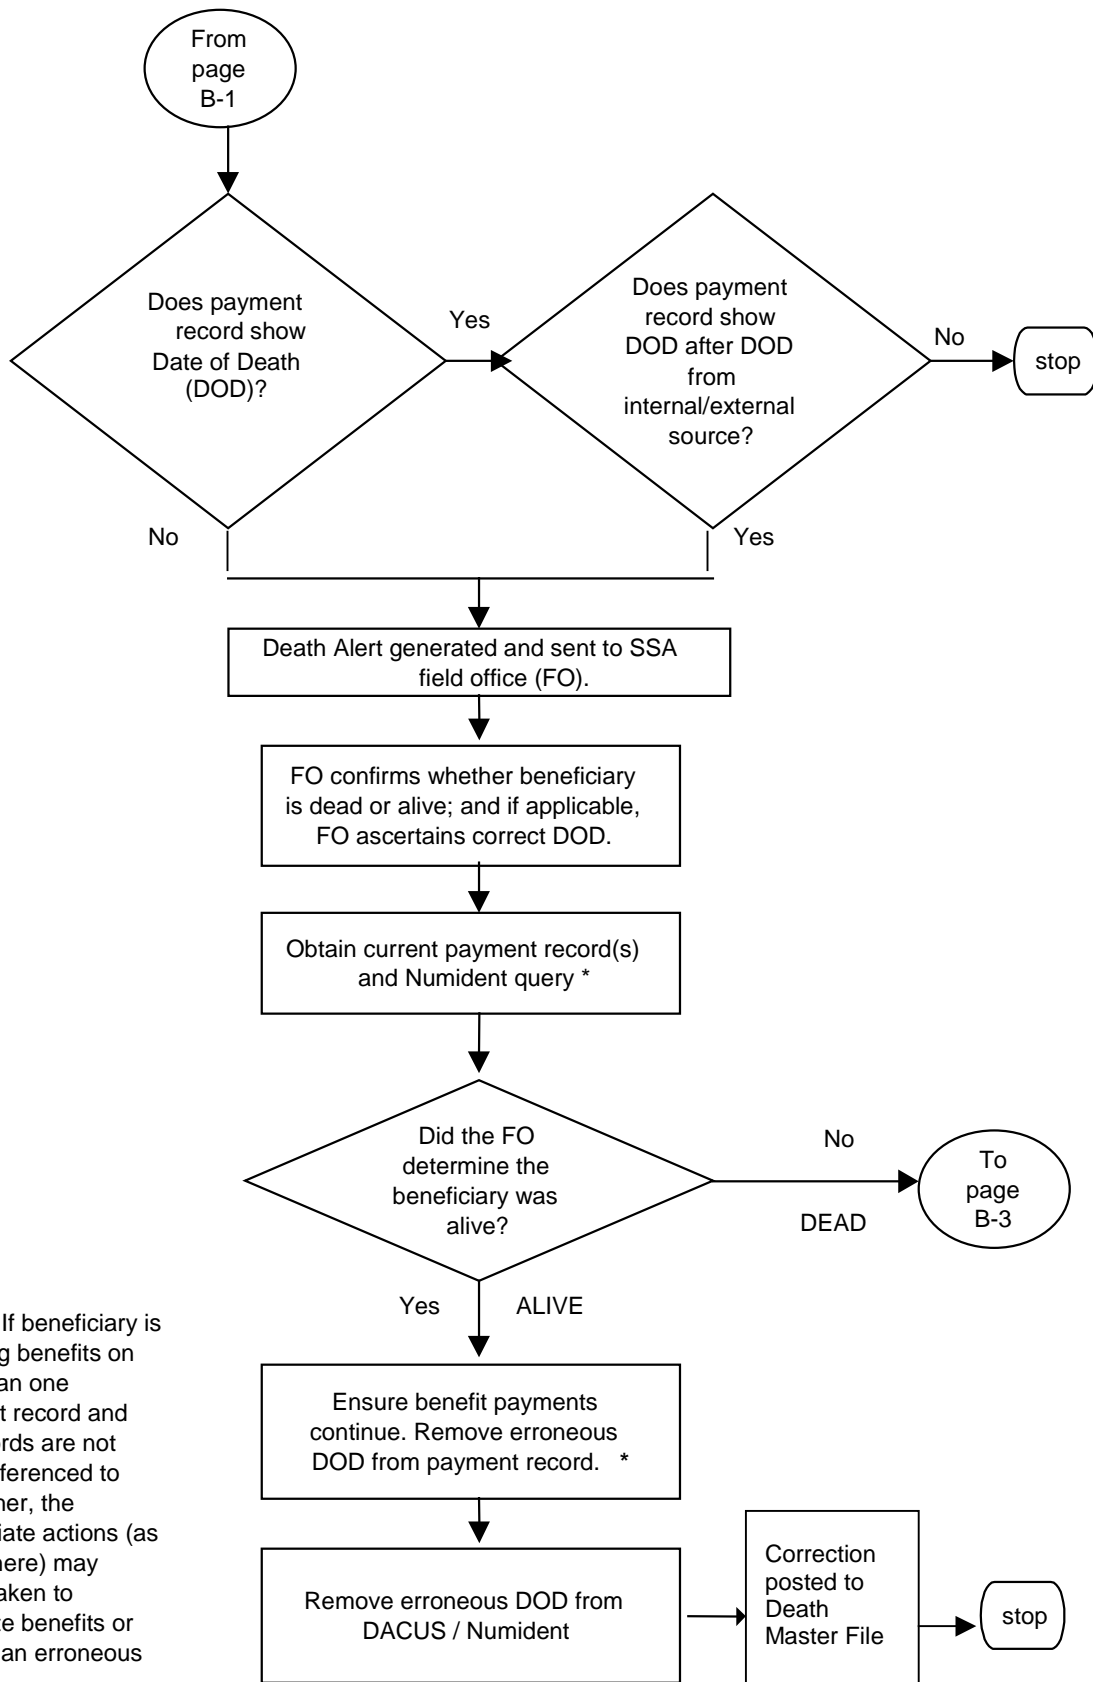 From
page
B-1
Does payment
record show
Date of Death
(DOD)?
Yes
Does payment
record show
DOD after DOD
from
internal/external
source?
No
stop
No
Yes
Death Alert generated and sent to SSA
field office (FO).
FO confirms whether beneficiary
is dead or alive; and if applicable,
FO ascertains correct DOD.
Obtain current payment record(s)
and Numident query *
Did the FO
determine the
beneficiary was
alive?
No
DEAD
To
page
B-3
Yes ALIVE
If beneficiary is
g benefits on
an one
t record and
rds are not
ferenced to
her, the
iate actions (as
here) may
aken to
te benefits or
an erroneous
Ensure benefit payments
continue. Remove erroneous
DOD from payment record. *
Remove erroneous DOD from
DACUS / Numident
Correction
posted to
Death
Master File
stop